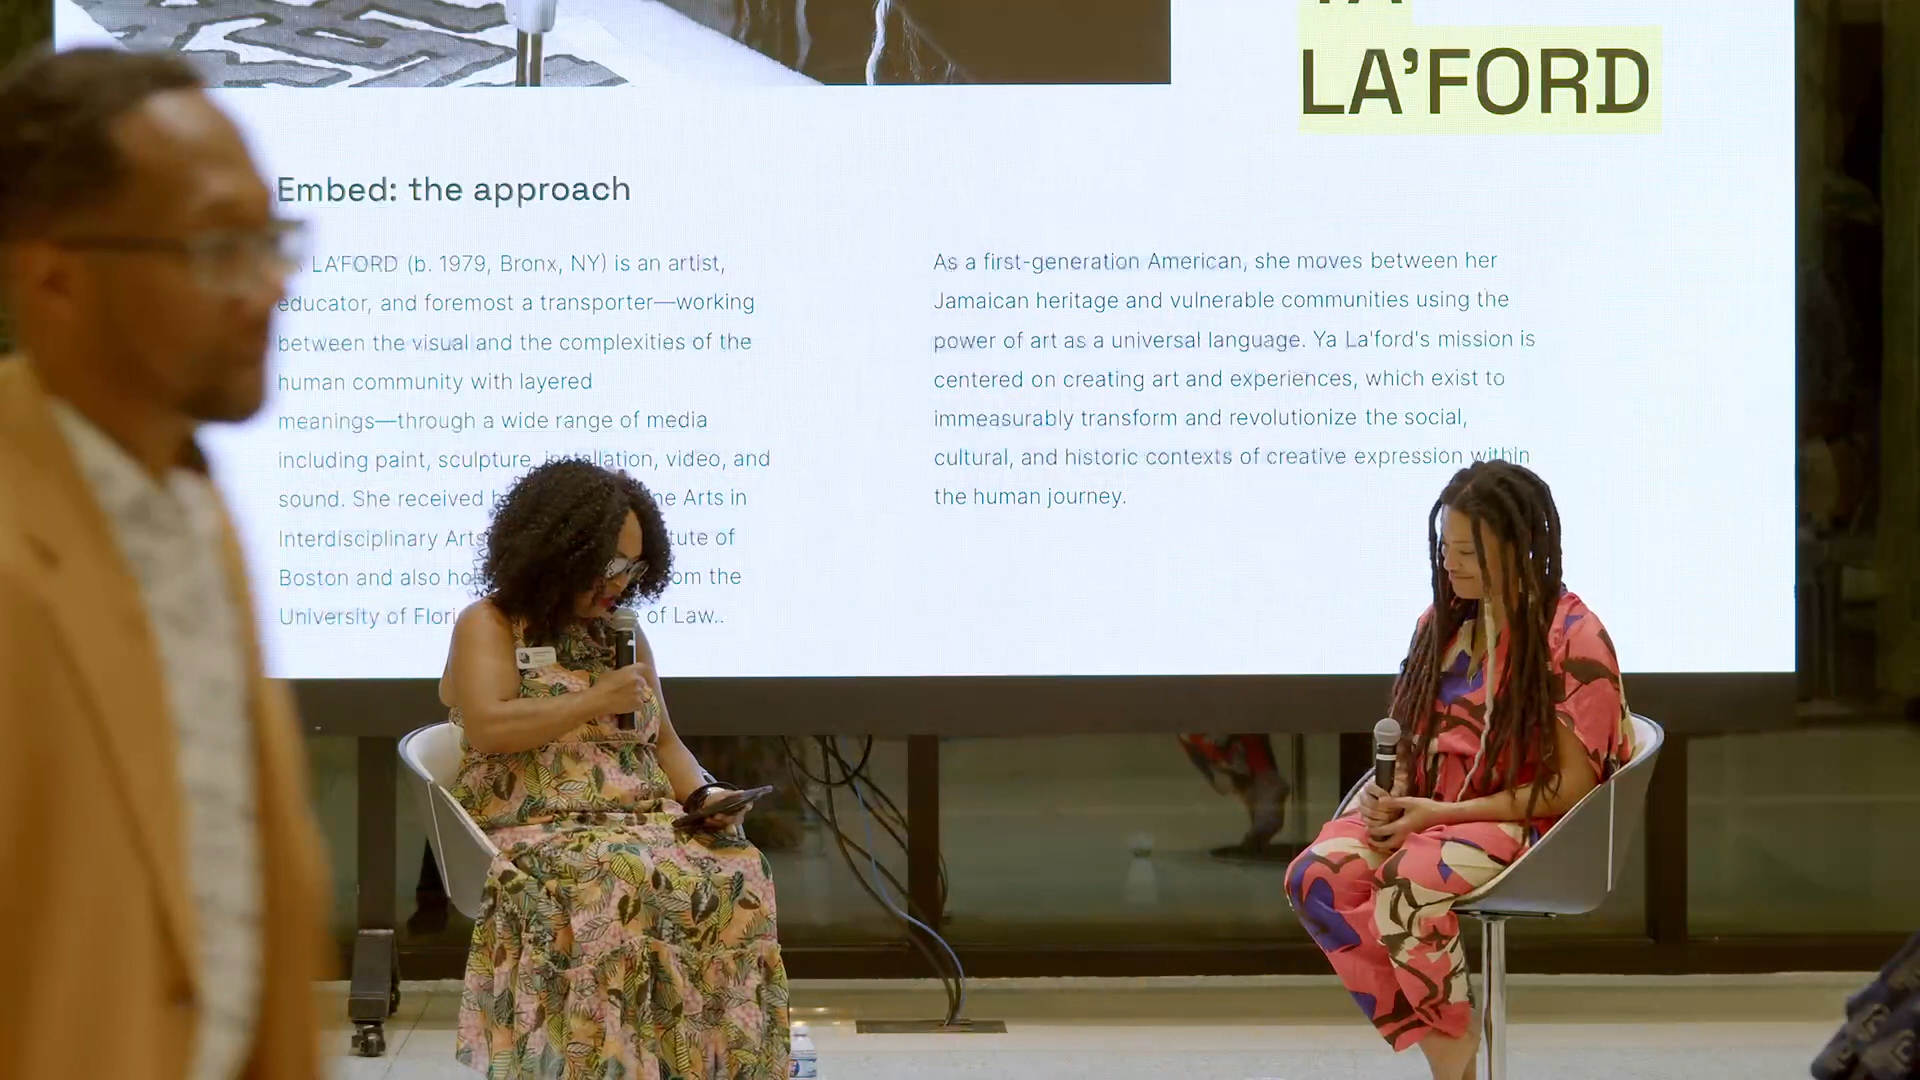 LA’FORD
Embed: the approach
LA'FORD (b. 1979, Bronx, NY) is an artist,
educator, and foremost a transporter—working
between the visual and the complexities of the
human community with layered
meanings—through a wide range of media
including paint, sculpture, installation, video, and
sound. She received Arts in
Interdisciplinary Arts
Boston and also the
University of of Law..
As a first-generation American, she moves between her
Jamaican heritage and vulnerable communities using the
power of art as a universal language. Ya La'ford's mission is
centered on creating art and experiences, which exist to
immeasurably transform and revolutionize the social,
cultural, and historic contexts of creative expression within
the human journey.